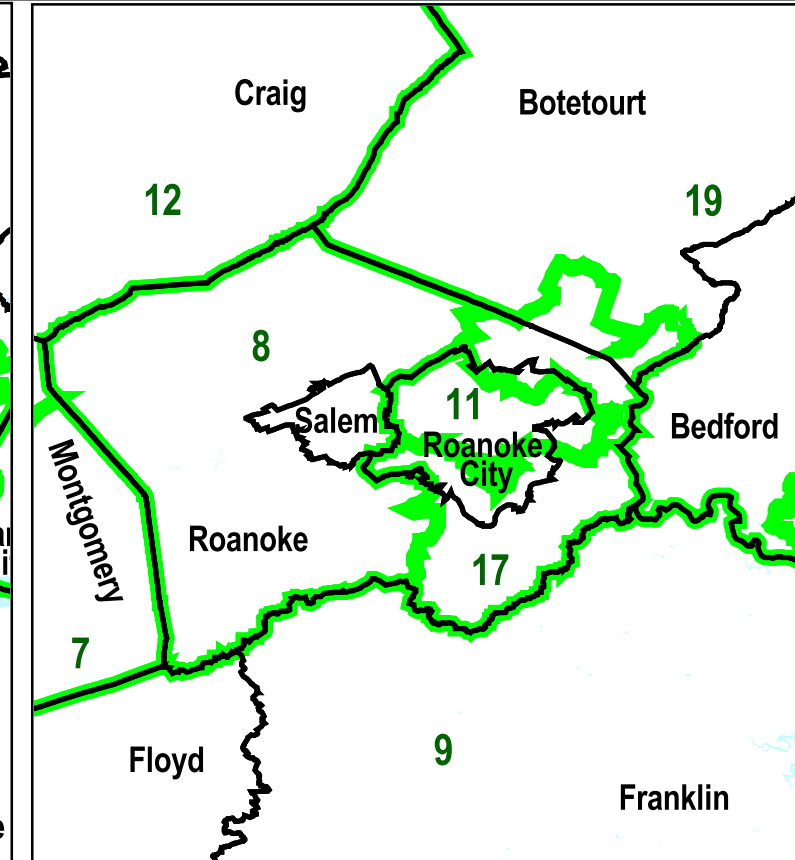 Craig
Botetourt
12
19
8
11
Salem
Bedford
Roanoke
City
Montgomery
Roanoke
17
7
9
Floyd
Franklin